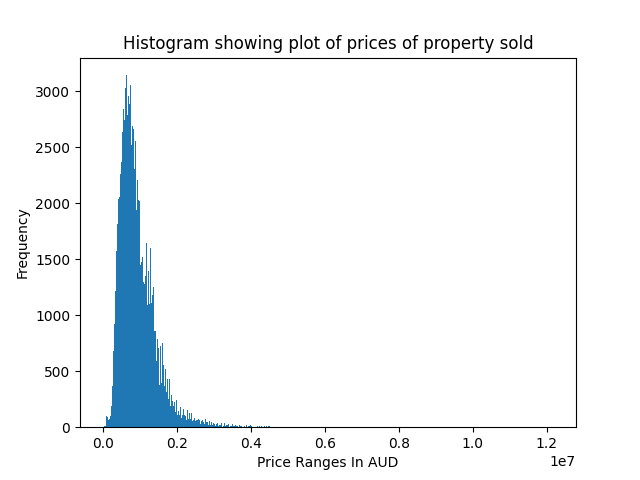 Histogram showing plot of prices of property sold
3000
2500
2000
1500
1000
500
0
Frequency
0.0 0.2 0.4 0.6 0.8 1.0 1.2
1e7
Price Ranges In AUD